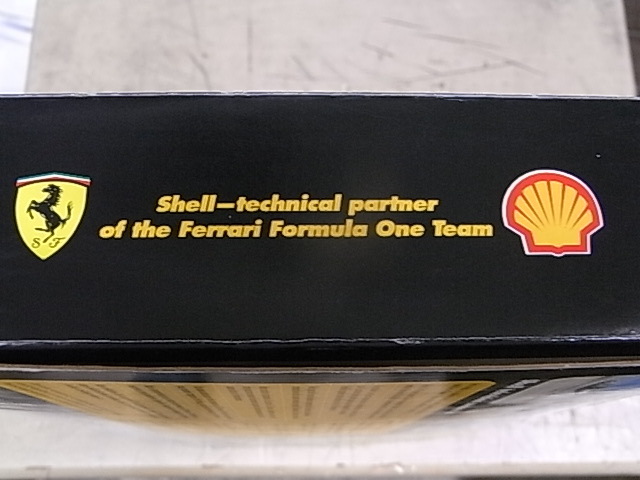 Shell—technical partner
of the Ferrari Formula One Team
S F